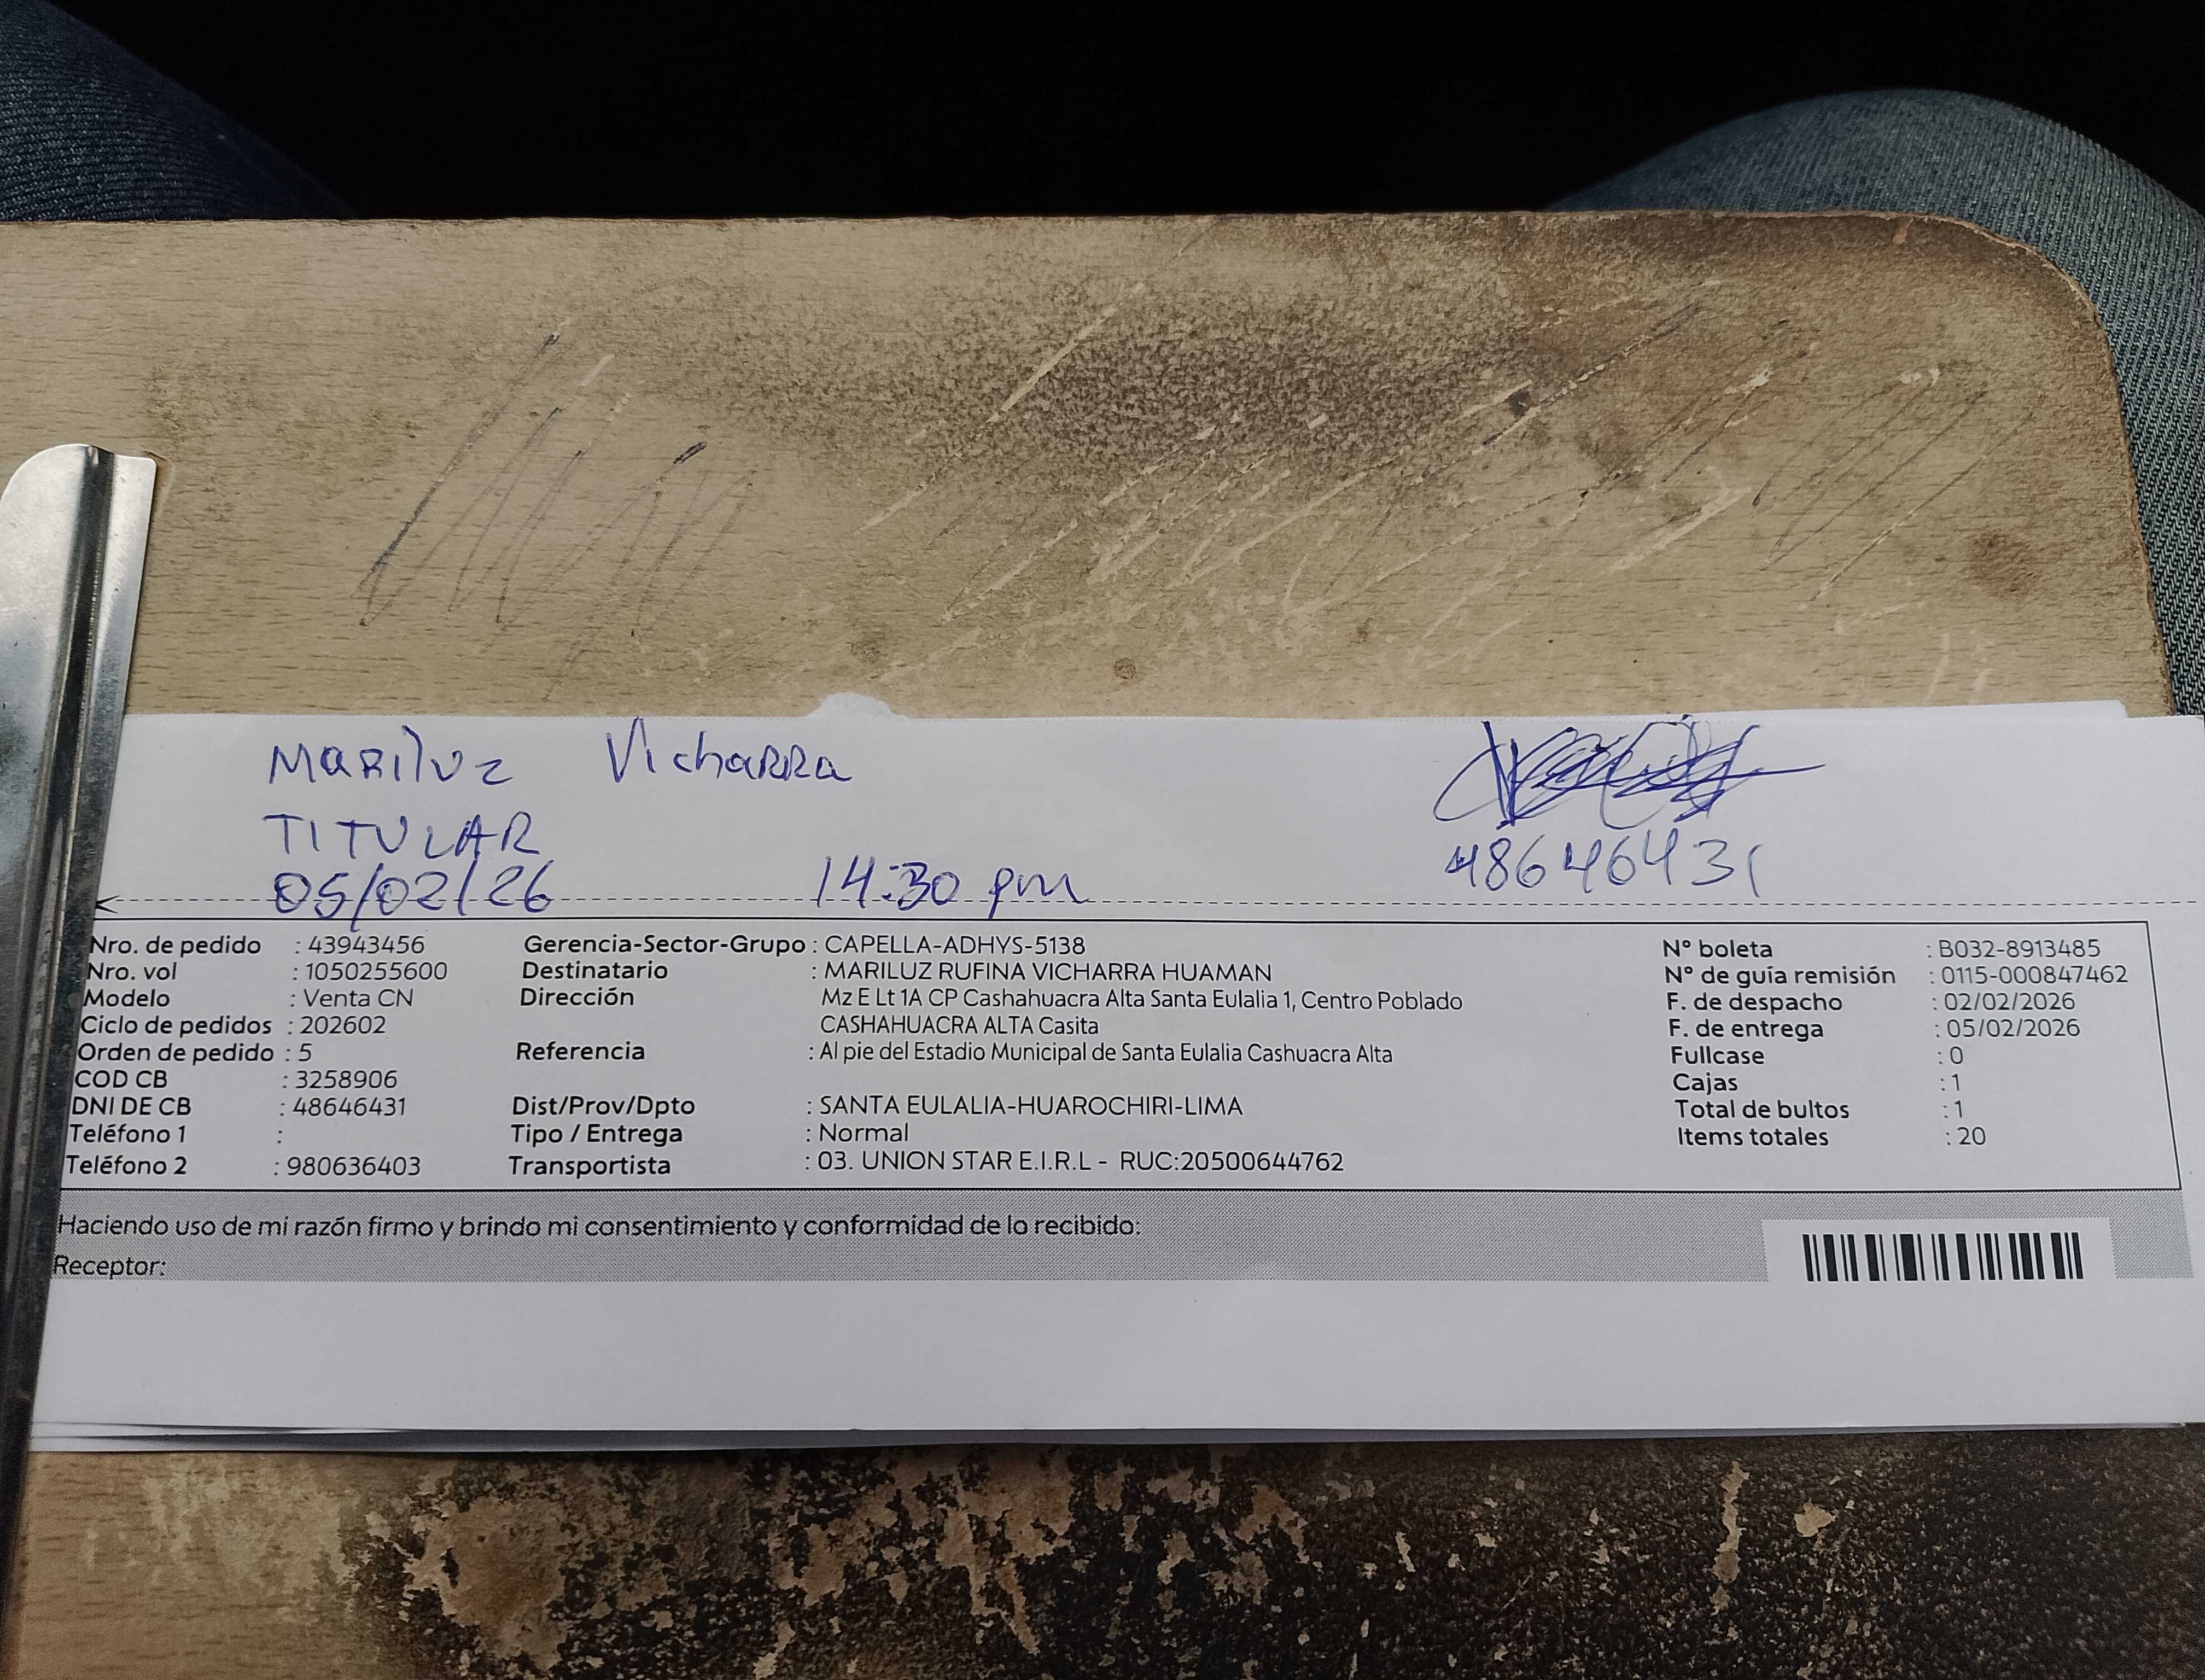 MARILUZ VICHARRA
TITULAR 48646431
05/02/26 14:30 pm
Nro. de pedido : 43943456 Gerencia-Sector-Grupo : CAPELLA-ADHYS-5138 N° boleta : B032-8913485
Nro. vol : 1050255600 Destinatario : MARILUZ RUFINA VICHARRA HUAMAN N° de guía remisión : 0115-000847462
Modelo : Venta CN Dirección Mz E Lt 1A CP Cashahuacra Alta Santa Eulalia 1, Centro Poblado F. de despacho : 02/02/2026
Ciclo de pedidos : 202602 CASHAHUACRA ALTA Casita F. de entrega : 05/02/2026
Orden de pedido : 5 Referencia : Al pie del Estadio Municipal de Santa Eulalia Cashuacra Alta Fullcase : 0
COD CB : 3258906 Cajas : 1
DNI DE CB : 48646431 Dist/Prov/Dpto : SANTA EULALIA-HUAROCHIRI-LIMA Total de bultos : 1
Teléfono 1 : Tipo / Entrega : Normal Items totales : 20
Teléfono 2 : 980636403 Transportista : 03. UNION STAR E.I.R.L - RUC:20500644762
Haciendo uso de mi razón firmo y brindo mi consentimiento y conformidad de lo recibido:
Receptor: